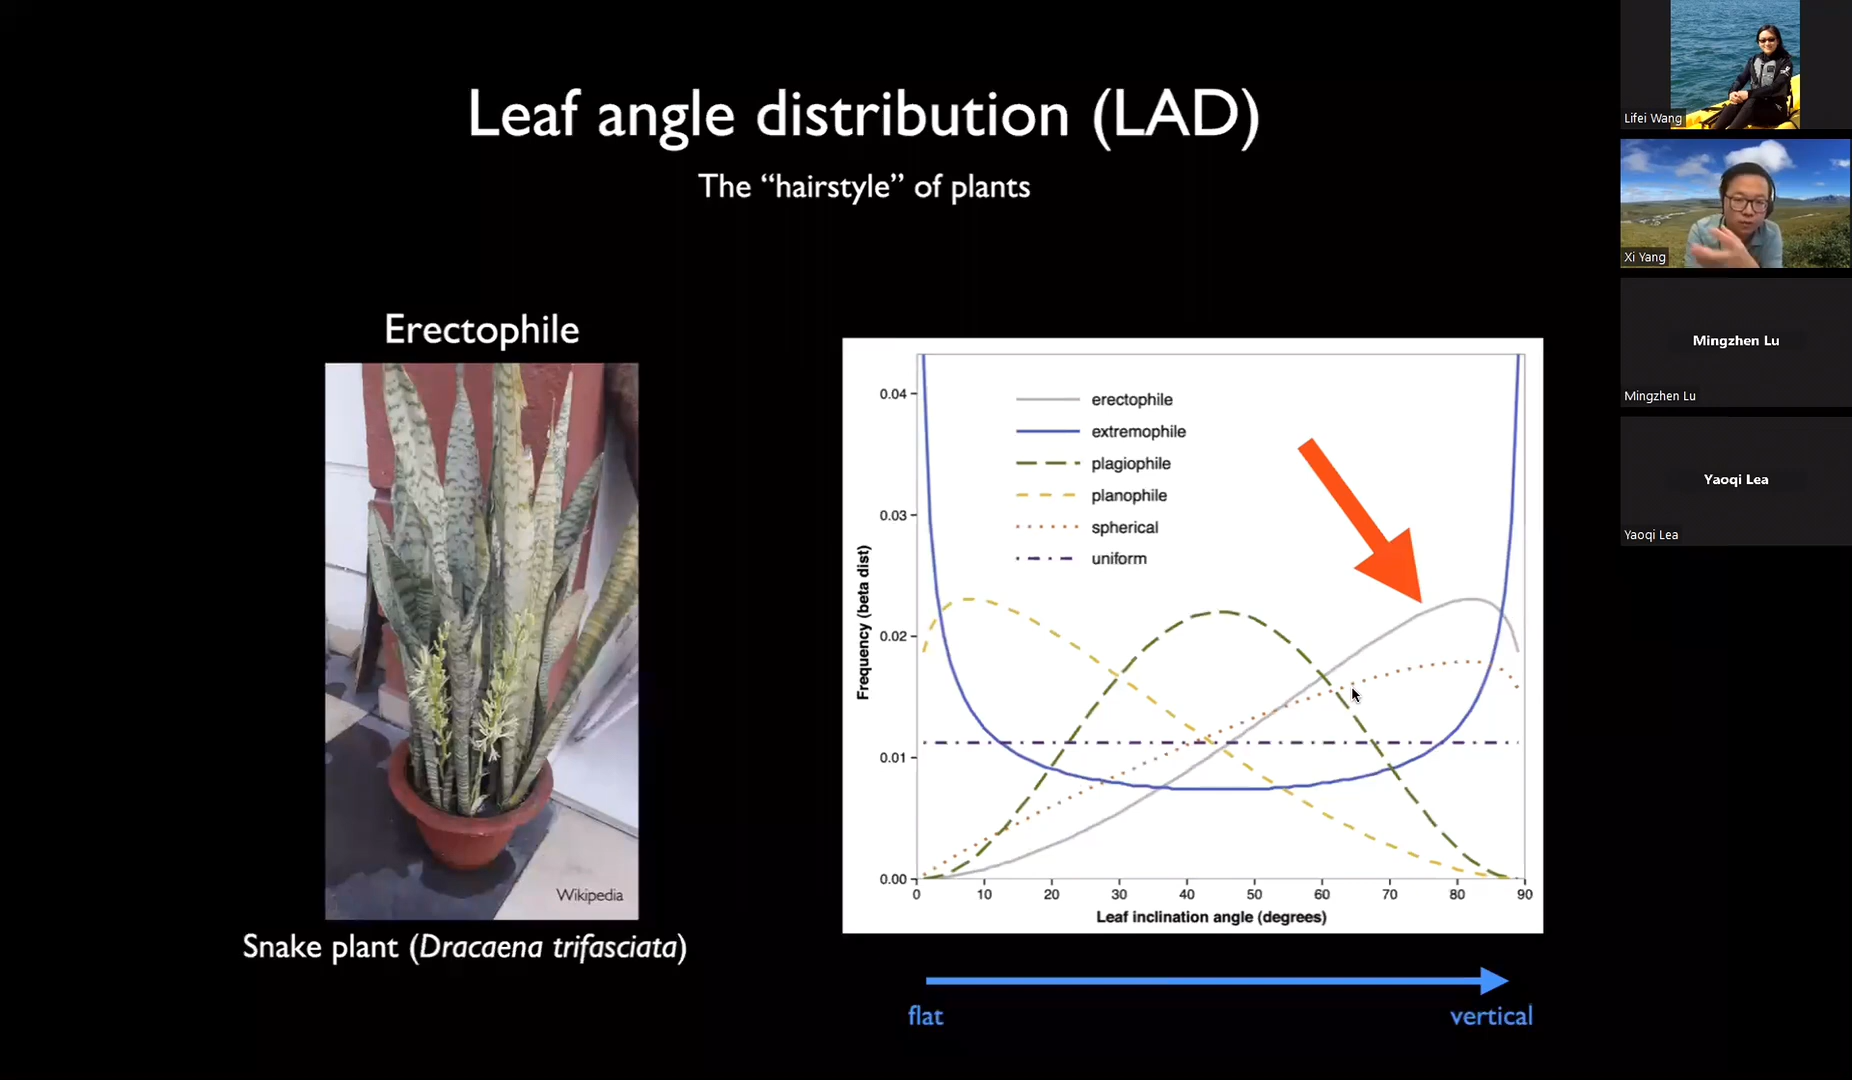 Leaf angle distribution (LAD)
The “hairstyle” of plants
Erectophile
Wikipedia
Snake plant (Dracaena trifasciata)
erectophile
extremophile
plagiophile
planophile
spherical
uniform
Frequency (beta dist)
0.04
0.03
0.02
0.01
0.00
0 10 20 30 40 50 60 70 80 90
Leaf inclination angle (degrees)
flat vertical
Lifei Wang
Xi Yang
Mingzhen Lu
Mingzhen Lu
Yaoqi Lea
Yaoqi Lea